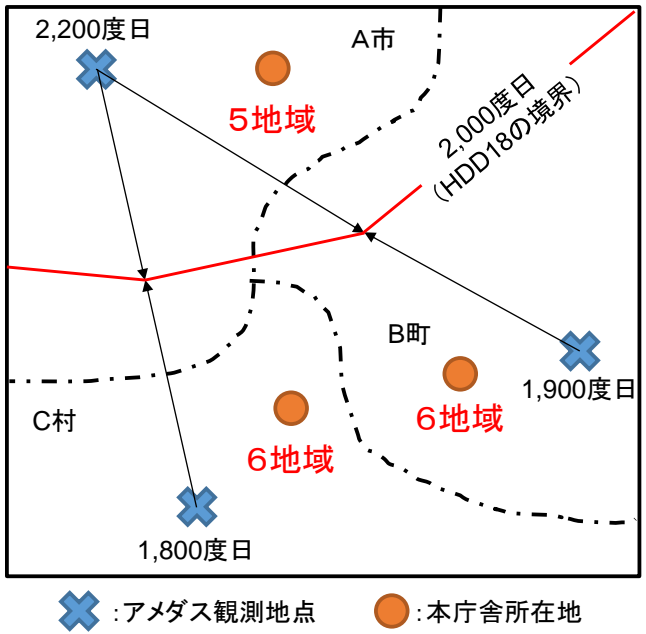 2,200度日
A市
5地域
2,000度日
（HDD18の境界）
B町
1,900度日
6地域
C村
6地域
1,800度日
:アメダス観測地点
:本庁舎所在地